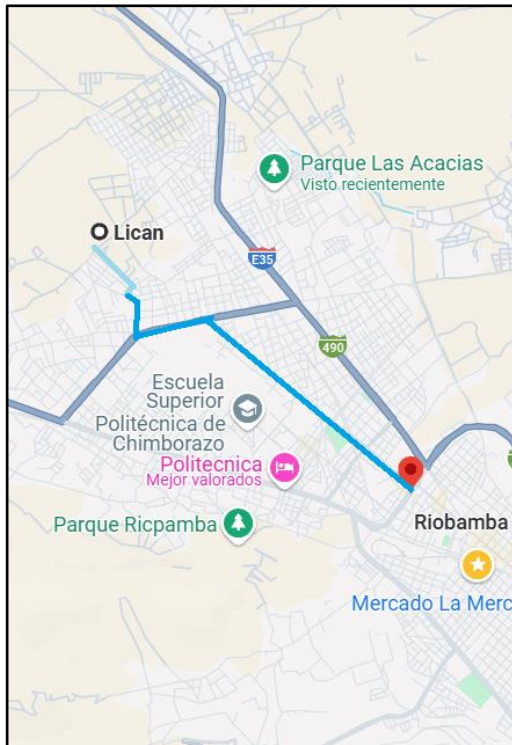 Parque Las Acacias
Visto recientemente
Lican
E35
490
Escuela
Superior
Politécnica de
Chimborazo
Politecnica
Mejor valorados
Parque Ricpamba
Riobamba
Mercado La Merc